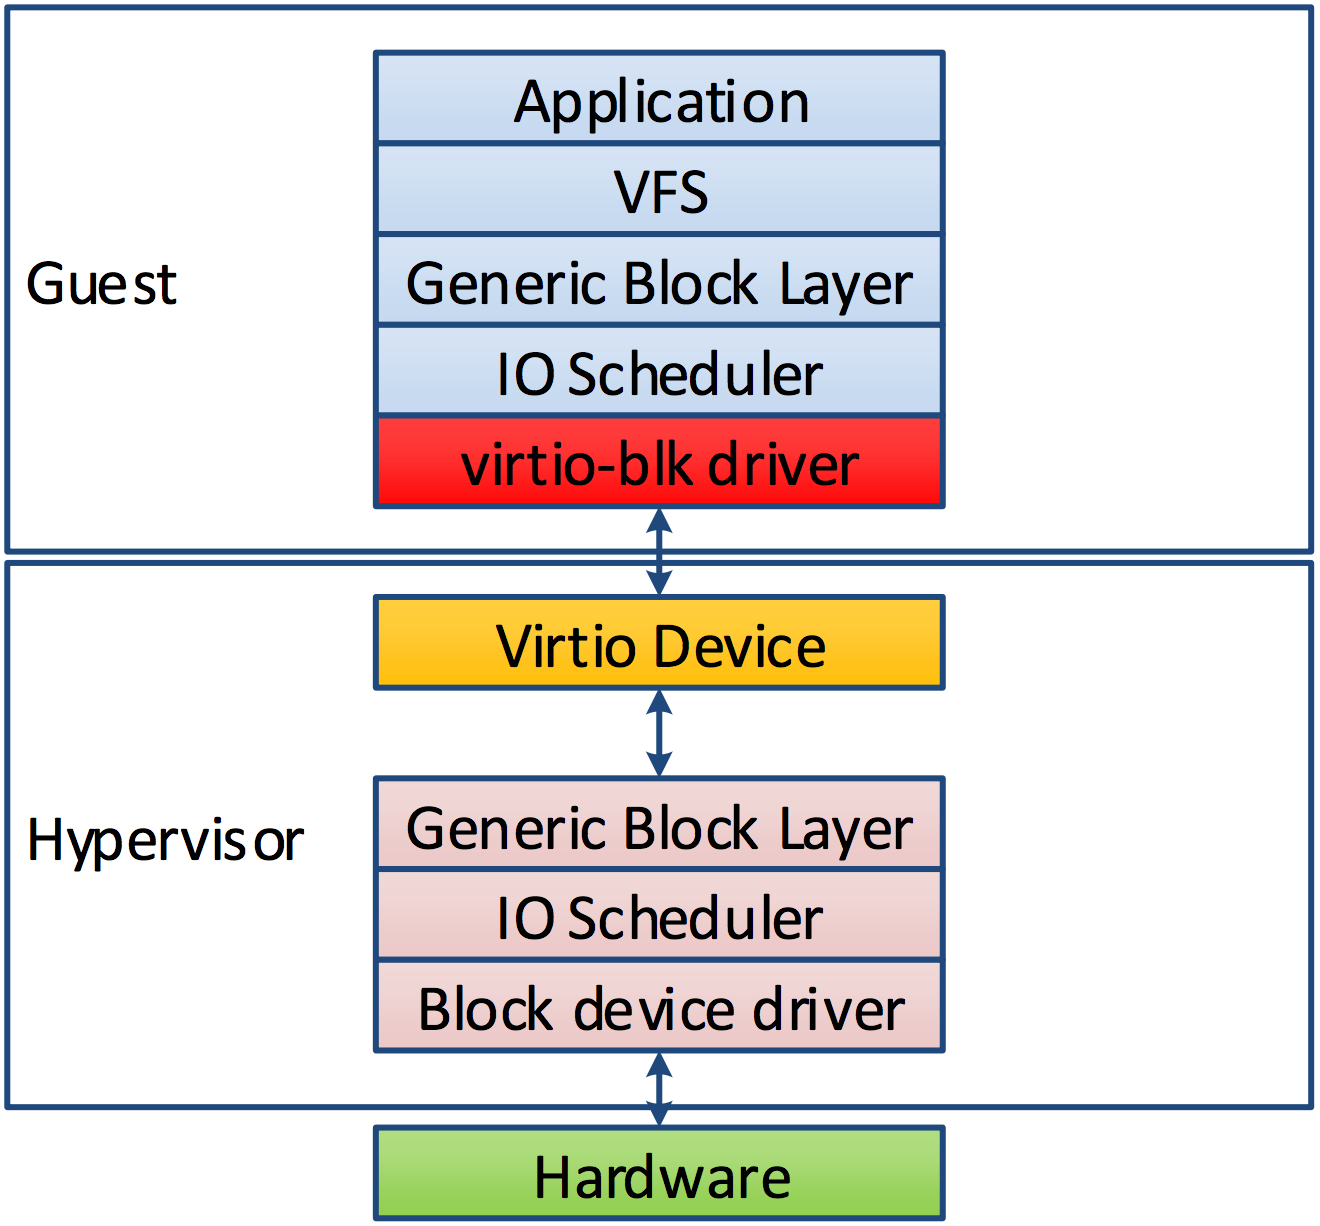 Application
VFS
Guest
Generic Block Layer
IO Scheduler
virtio-blk driver
Virtio Device
Hypervisor
Generic Block Layer
IO Scheduler
Block device driver
Hardware